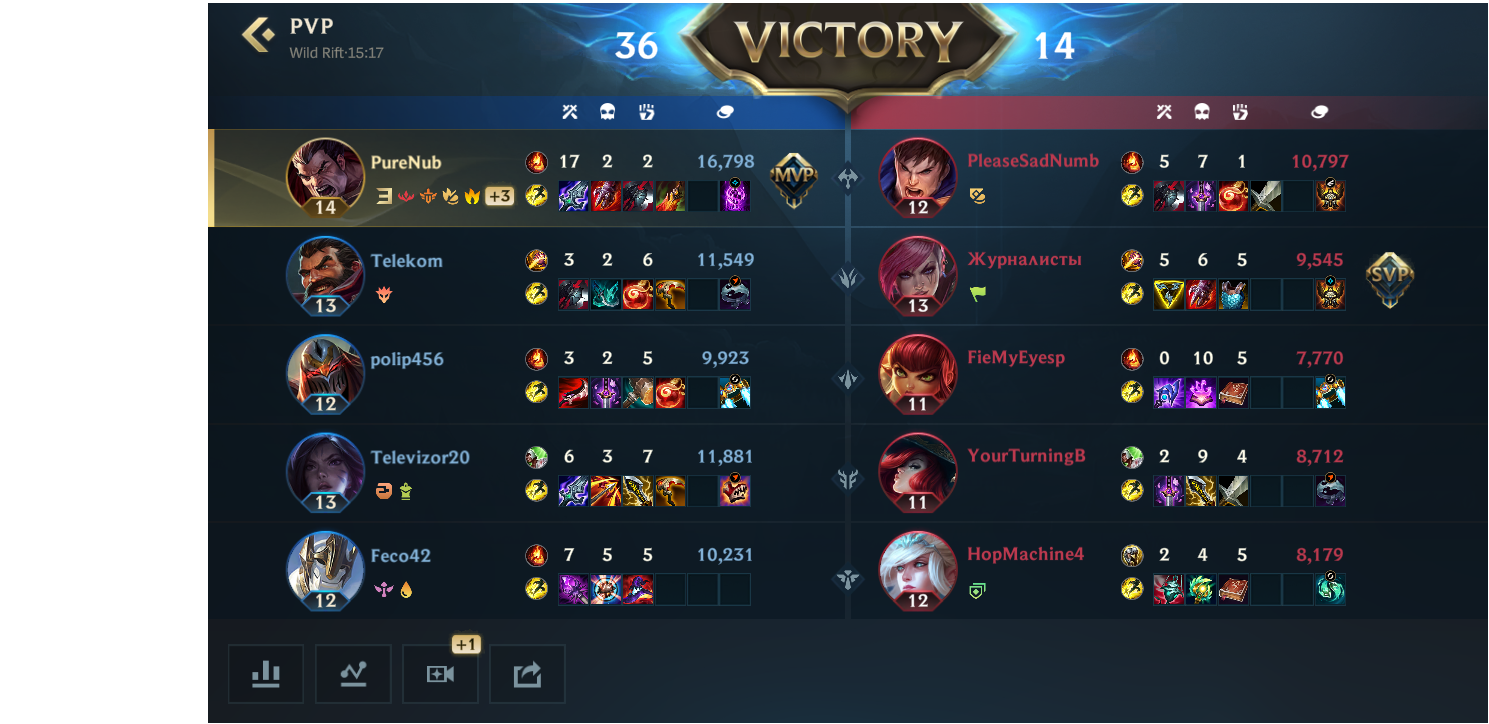 PVP
Wild Rift·15:17
36 VICTORY 14
PureNub 17 2 2 16,798 MVP
14 +3
PleaseSadNumb 5 7 1 10,797
12
Telekom 3 2 6 11,549
13
Журналисты 5 6 5 9,545 SVP
13
polip456 3 2 5 9,923
12
FieMyEyesp 0 10 5 7,770
11
Televizor20 6 3 7 11,881
13
YourTurningB 2 9 4 8,712
11
Feco42 7 5 5 10,231
12
HopMachine4 2 4 5 8,179
12
+1